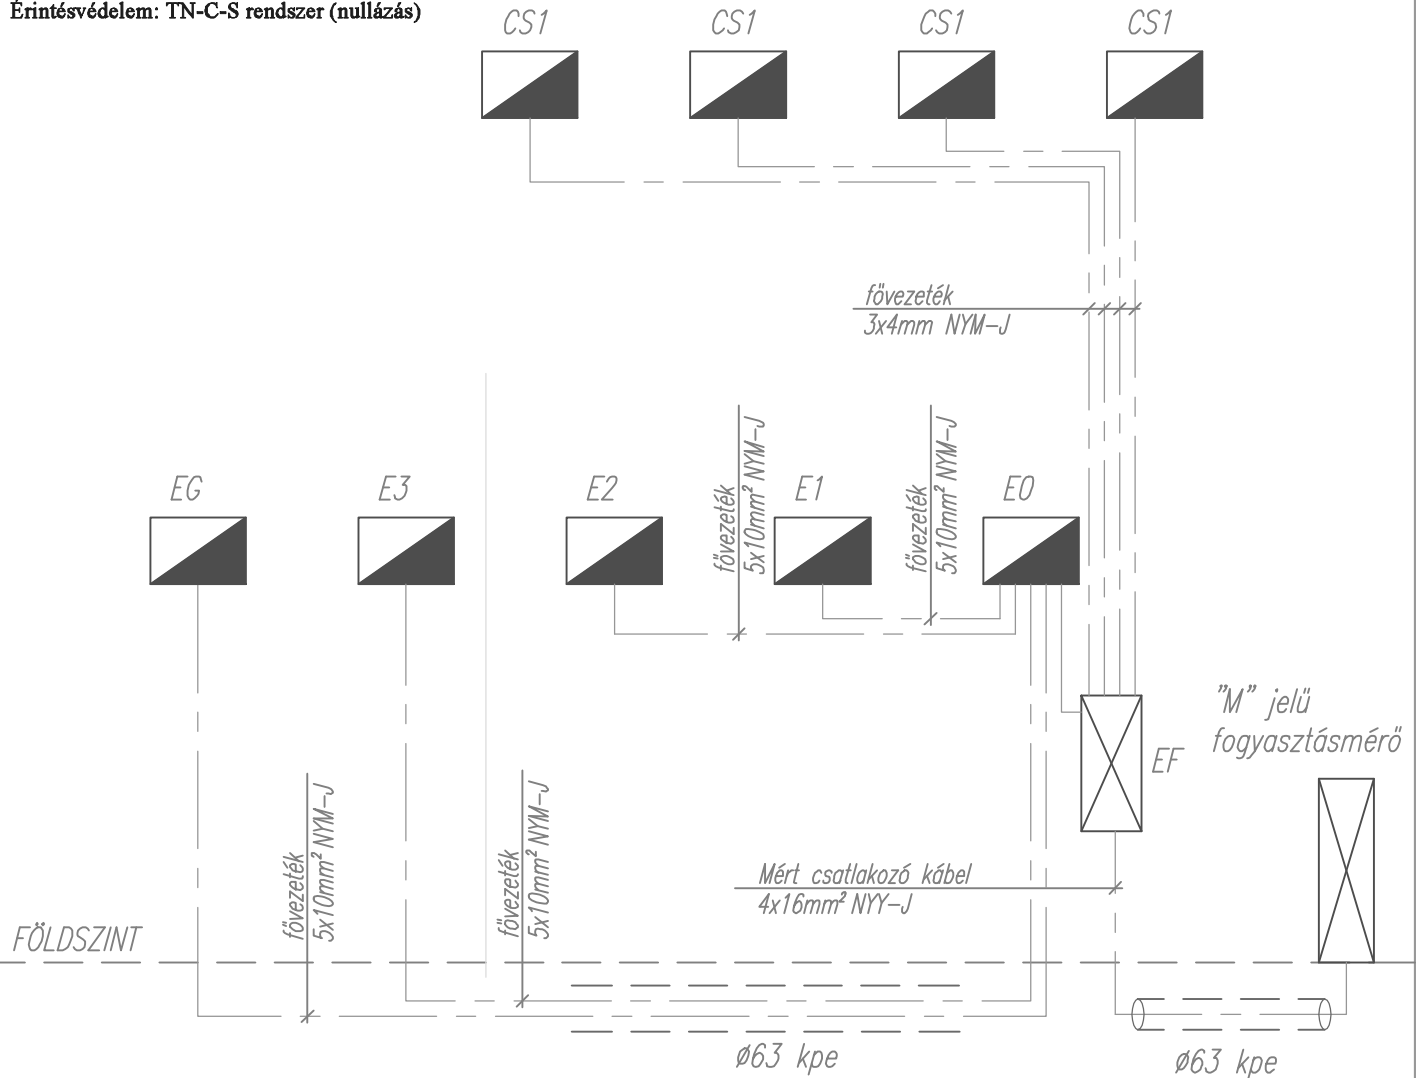 Érintésvédelem: TN-C-S rendszer (nullázás)
CS1
CS1
CS1
CS1
fővezeték
3x4mm NYM-J
EG
E3
E2
fővezeték
5x10mm² NYM-J
E1
fővezeték
5x10mm² NYM-J
E0
"M" jelű
fogyasztásmérő
EF
fővezeték
5x10mm² NYM-J
fővezeték
5x10mm² NYM-J
Mért csatlakozó kábel
4x16mm² NYY-J
FÖLDSZINT
ø63 kpe
ø63 kpe